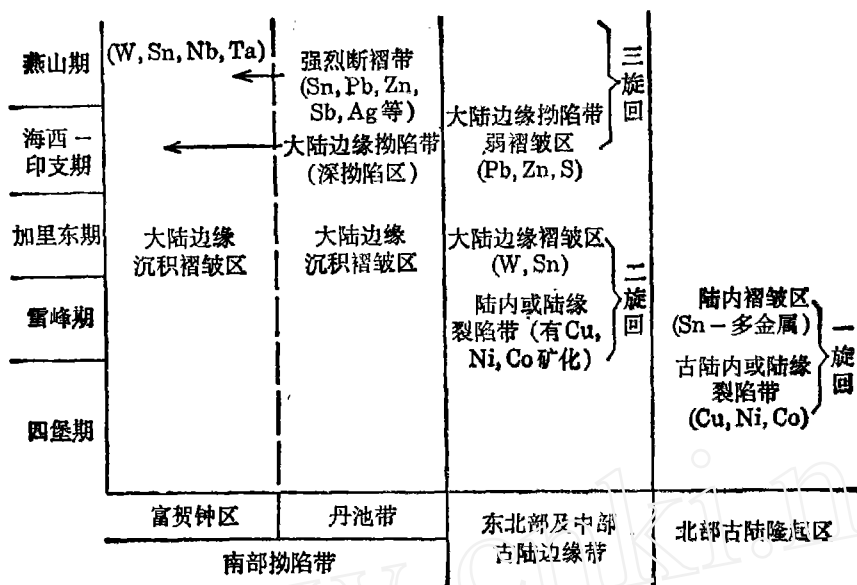 燕山期
(W, Sn, Nb, Ta)
强烈断褶带
(Sn, Pb, Zn,
Sb, Ag等)
大陆边缘拗陷带
弱褶皱区
(Pb, Zn, S)
三旋回
海西－
印支期
大陆边缘拗陷带
(深拗陷区)
加里东期
大陆边缘
沉积褶皱区
大陆边缘
沉积褶皱区
大陆边缘褶皱区
(W, Sn)
二旋回
雪峰期
陆内或陆缘
裂陷带 (有Cu,
Ni, Co矿化)
陆内褶皱区
(Sn－多金属)
一旋回
四堡期
古陆内或陆缘
裂陷带
(Cu, Ni, Co)
富贺钟区
丹池带
东北部及中部
古陆边缘带
北部古陆隆起区
南部拗陷带